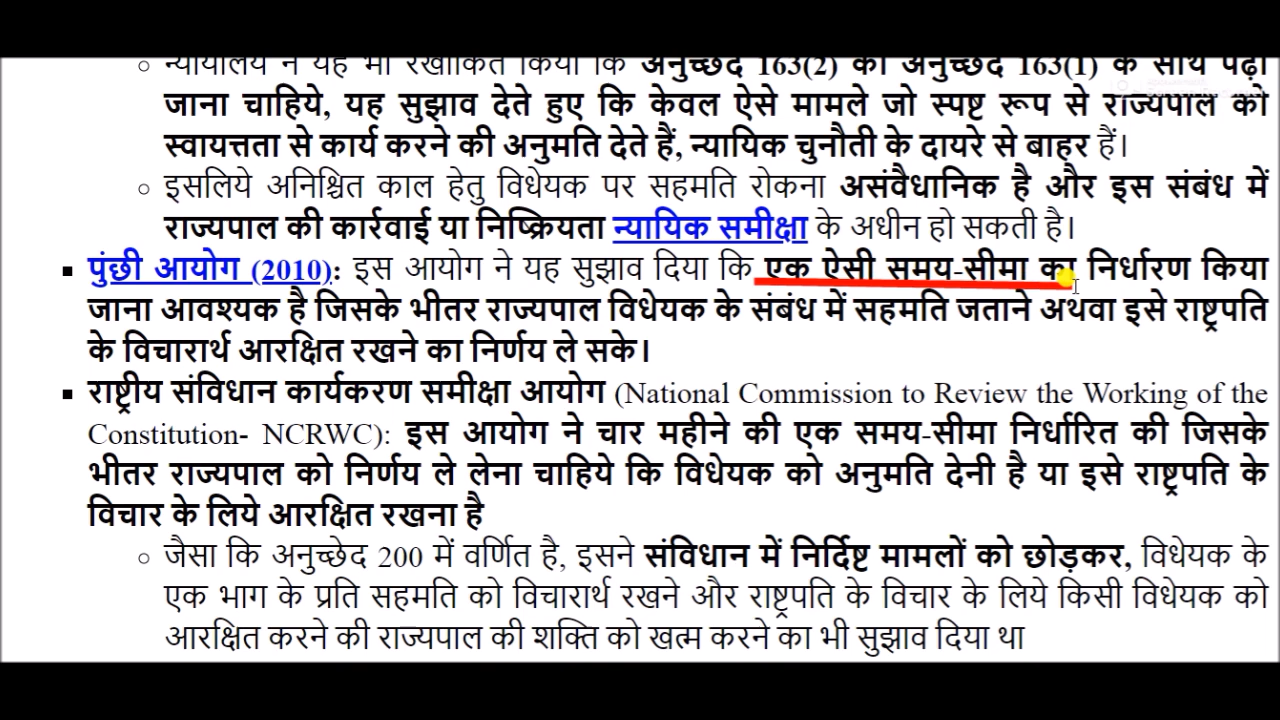 न्यायालय ने यह भी रेखांकित किया कि अनुच्छेद 163(2) को अनुच्छेद 163(1) के साथ पढ़ा
जाना चाहिये, यह सुझाव देते हुए कि केवल ऐसे मामले जो स्पष्ट रूप से राज्यपाल को
स्वायत्तता से कार्य करने की अनुमति देते हैं, न्यायिक चुनौती के दायरे से बाहर हैं।
इसलिये अनिश्चित काल हेतु विधेयक पर सहमति रोकना असंवैधानिक है और इस संबंध में
राज्यपाल की कार्रवाई या निष्क्रियता न्यायिक समीक्षा के अधीन हो सकती है।
पुंछी आयोग (2010): इस आयोग ने यह सुझाव दिया कि एक ऐसी समय-सीमा का निर्धारण किया
जाना आवश्यक है जिसके भीतर राज्यपाल विधेयक के संबंध में सहमति जताने अथवा इसे राष्ट्रपति
के विचारार्थ आरक्षित रखने का निर्णय ले सके।
राष्ट्रीय संविधान कार्यकरण समीक्षा आयोग (National Commission to Review the Working of the
Constitution- NCRWC): इस आयोग ने चार महीने की एक समय-सीमा निर्धारित की जिसके
भीतर राज्यपाल को निर्णय ले लेना चाहिये कि विधेयक को अनुमति देनी है या इसे राष्ट्रपति के
विचार के लिये आरक्षित रखना है
जैसा कि अनुच्छेद 200 में वर्णित है, इसने संविधान में निर्दिष्ट मामलों को छोड़कर, विधेयक के
एक भाग के प्रति सहमति को विचारार्थ रखने और राष्ट्रपति के विचार के लिये किसी विधेयक को
आरक्षित करने की राज्यपाल की शक्ति को खत्म करने का भी सुझाव दिया था